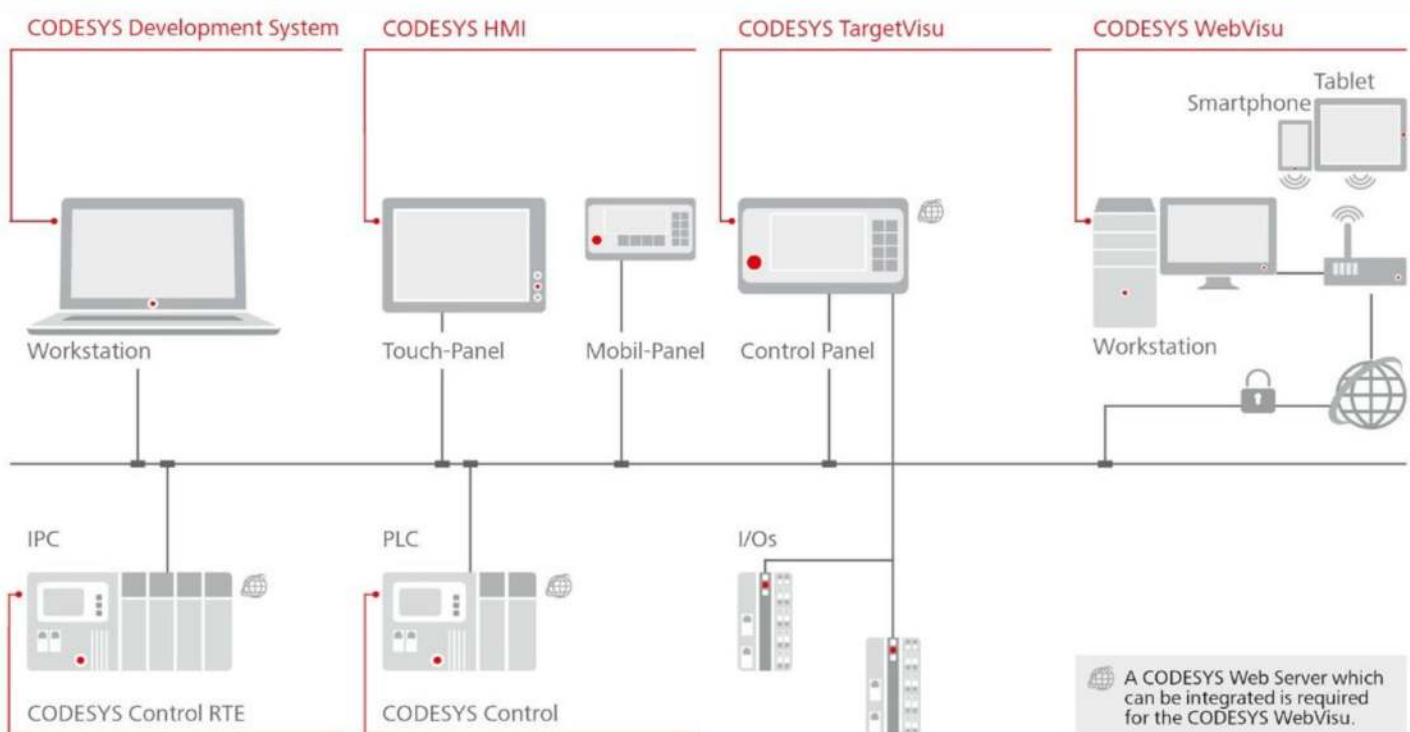 CODESYS Development System
CODESYS HMI
CODESYS TargetVisu
CODESYS WebVisu
Tablet
Smartphone
Workstation
Touch-Panel
Mobil-Panel
Control Panel
Workstation
IPC
PLC
I/Os
CODESYS Control RTE
CODESYS Control
A CODESYS Web Server which
can be integrated is required
for the CODESYS WebVisu.